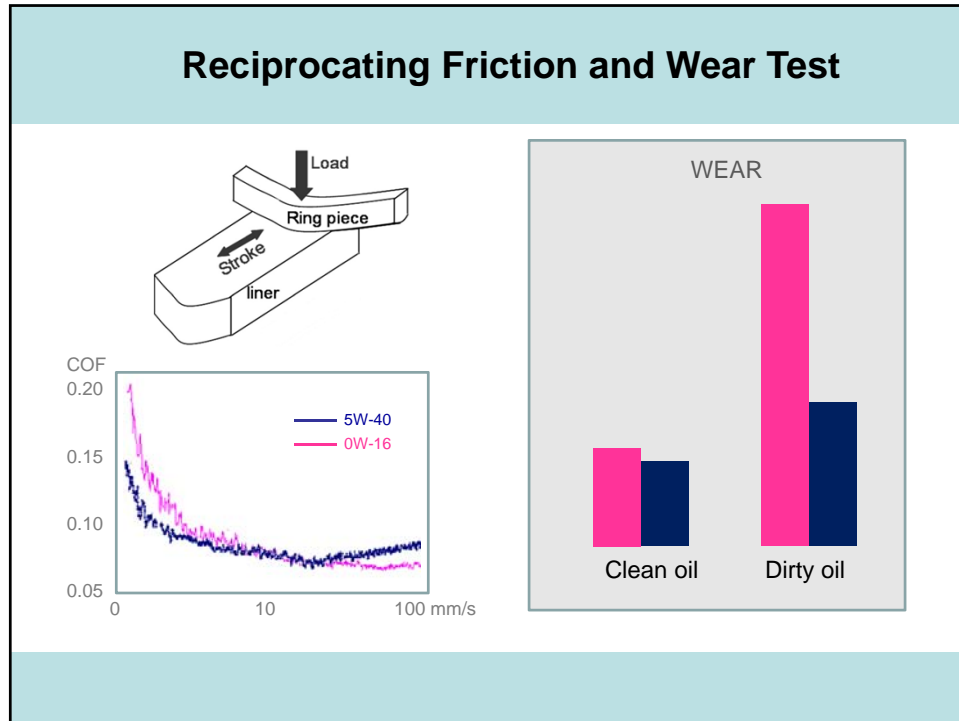 Reciprocating Friction and Wear Test
Load
Ring piece
Stroke
liner
COF
0.20
0.15
0.10
0.05
0
10
100 mm/s
5W-40
0W-16
WEAR
Clean oil
Dirty oil